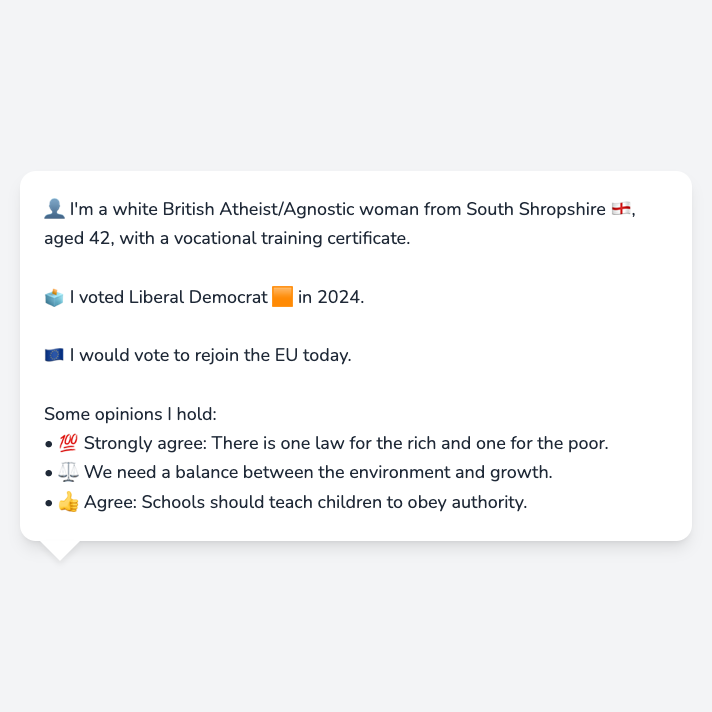 👤 I'm a white British Atheist/Agnostic woman from South Shropshire 🏴󠁧󠁢󠁥󠁮󠁧󠁿,
aged 42, with a vocational training certificate.
🗳️ I voted Liberal Democrat 🟧 in 2024.
🇪🇺 I would vote to rejoin the EU today.
Some opinions I hold:
• 💯 Strongly agree: There is one law for the rich and one for the poor.
• ⚖️ We need a balance between the environment and growth.
• 👍 Agree: Schools should teach children to obey authority.